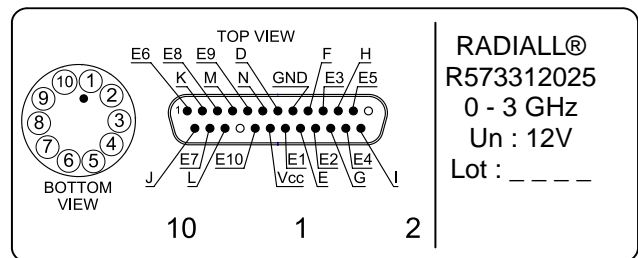 TOP VIEW
E6 E8 E9 D F H
K M N GND E3 E5
1
E7 E10 E1 E2 E4
J L Vcc E G I
10 1 2
9 3
8 4
7 6 5
BOTTOM
VIEW
10 1 2
RADIALL®
R573312025
0 - 3 GHz
Un : 12V
Lot : _ _ _ _